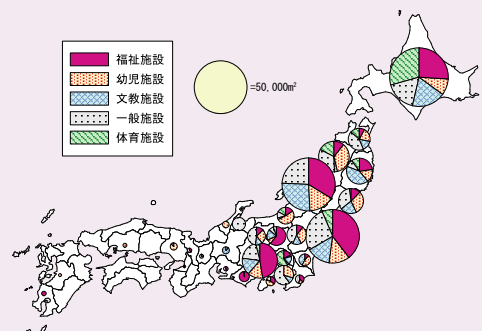 福祉施設
幼児施設
文教施設
一般施設
体育施設
=50,000㎡